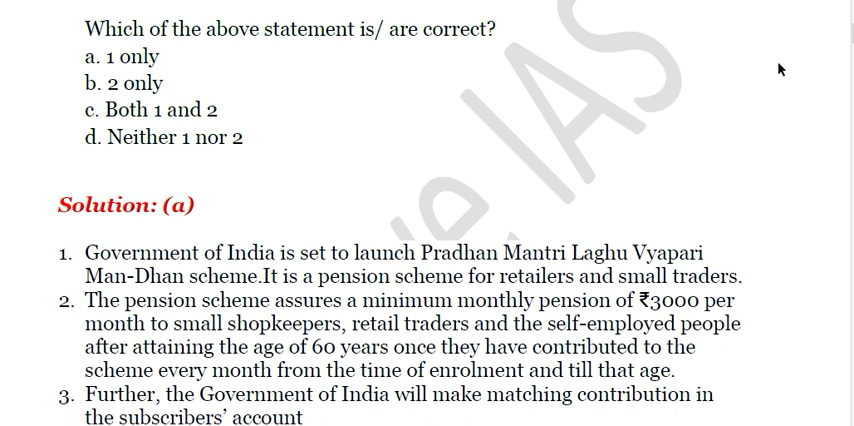 Which of the above statement is/ are correct?
a. 1 only
b. 2 only
c. Both 1 and 2
d. Neither 1 nor 2
Solution: (a)
1. Government of India is set to launch Pradhan Mantri Laghu Vyapari
Man-Dhan scheme.It is a pension scheme for retailers and small traders.
2. The pension scheme assures a minimum monthly pension of ₹3000 per
month to small shopkeepers, retail traders and the self-employed people
after attaining the age of 60 years once they have contributed to the
scheme every month from the time of enrolment and till that age.
3. Further, the Government of India will make matching contribution in
the subscribers’ account
IAS